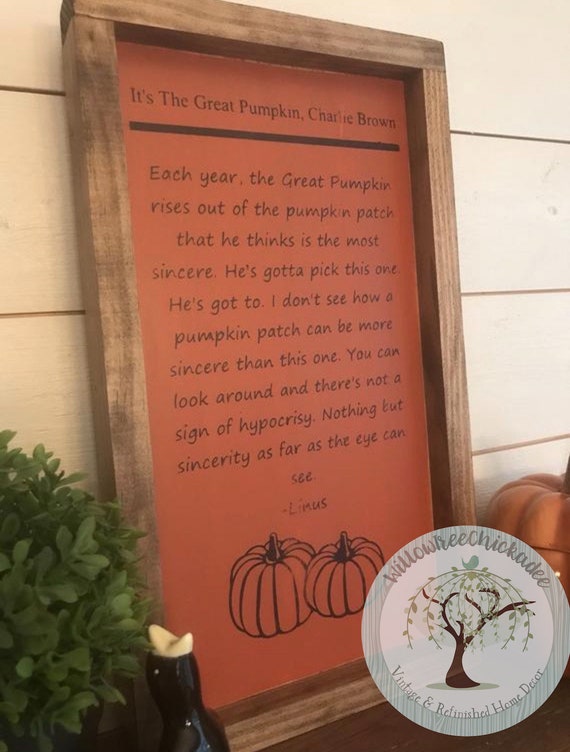 It's The Great Pumpkin, Charlie Brown
Each year, the Great Pumpkin
rises out of the pumpkin patch
that he thinks is the most
sincere. He's gotta pick this one.
He's got to. I don't see how a
pumpkin patch can be more
sincere than this one. You can
look around and there's not a
sign of hypocrisy. Nothing but
sincerity as far as the eye can
see.
-Linus
WillowTreeChickadee
Vintage & Refinished Home Decor